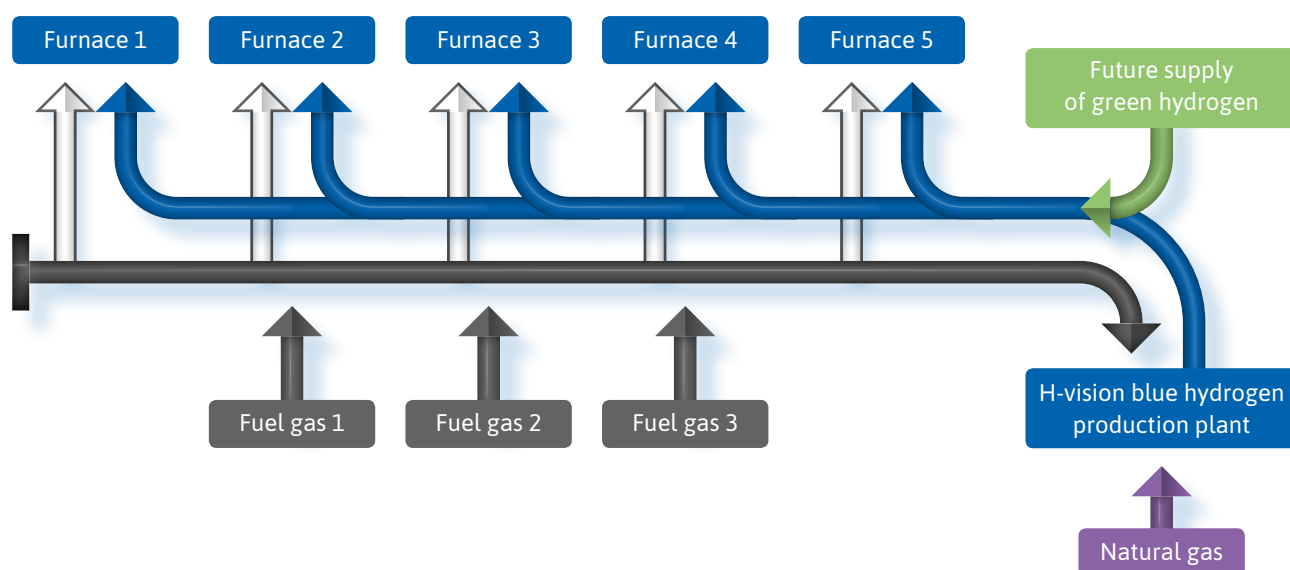 Furnace 1
Furnace 2
Furnace 3
Furnace 4
Furnace 5
Future supply
of green hydrogen
Fuel gas 1
Fuel gas 2
Fuel gas 3
H-vision blue hydrogen
production plant
Natural gas